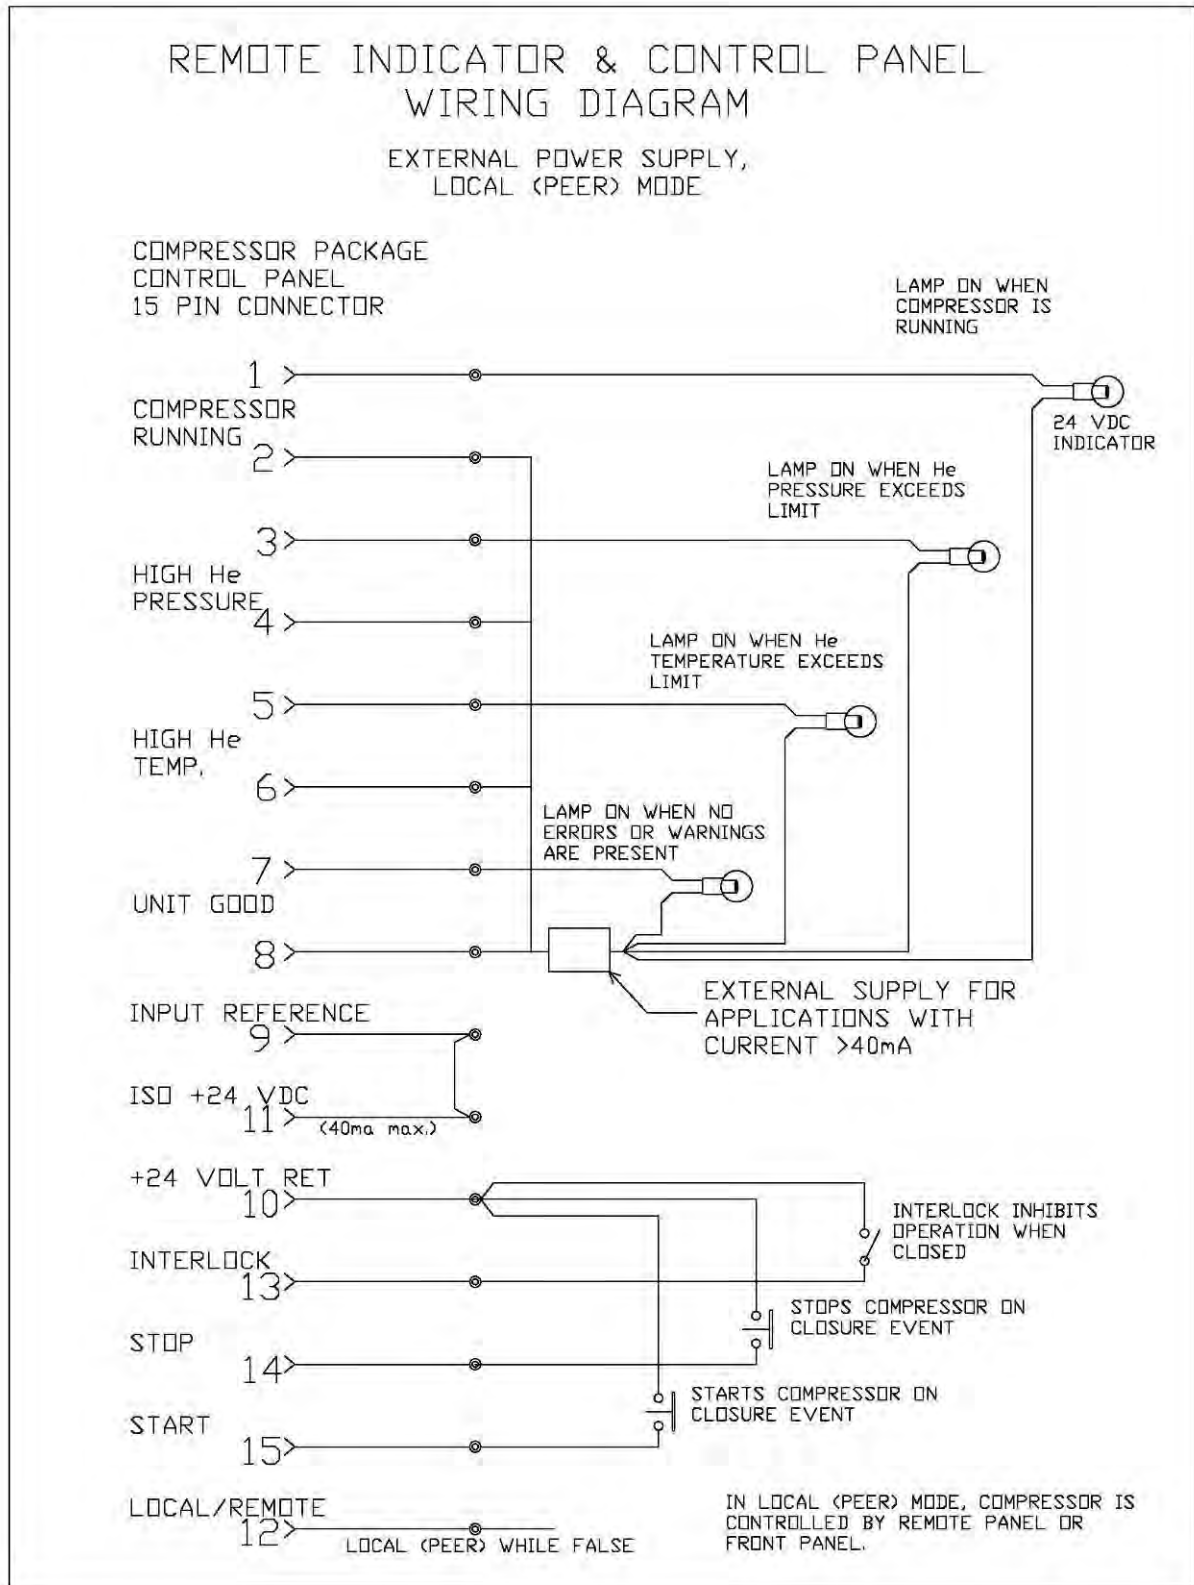 REMOTE INDICATOR & CONTROL PANEL
WIRING DIAGRAM
EXTERNAL POWER SUPPLY,
LOCAL (PEER) MODE
COMPRESSOR PACKAGE
CONTROL PANEL
15 PIN CONNECTOR
LAMP ON WHEN
COMPRESSOR IS
RUNNING
1
COMPRESSOR
RUNNING
2
24 VDC
INDICATOR
LAMP ON WHEN He
PRESSURE EXCEEDS
LIMIT
3
HIGH He
PRESSURE
4
LAMP ON WHEN He
TEMPERATURE EXCEEDS
LIMIT
5
HIGH He
TEMP.
6
LAMP ON WHEN NO
ERRORS OR WARNINGS
ARE PRESENT
7
UNIT GOOD
8
EXTERNAL SUPPLY FOR
APPLICATIONS WITH
CURRENT >40mA
INPUT REFERENCE
9
ISO +24 VDC
11
(40ma max.)
+24 VOLT RET
10
INTERLOCK INHIBITS
OPERATION WHEN
CLOSED
INTERLOCK
13
STOPS COMPRESSOR ON
CLOSURE EVENT
STOP
14
STARTS COMPRESSOR ON
CLOSURE EVENT
START
15
LOCAL/REMOTE
12
LOCAL (PEER) WHILE FALSE
IN LOCAL (PEER) MODE, COMPRESSOR IS
CONTROLLED BY REMOTE PANEL OR
FRONT PANEL.